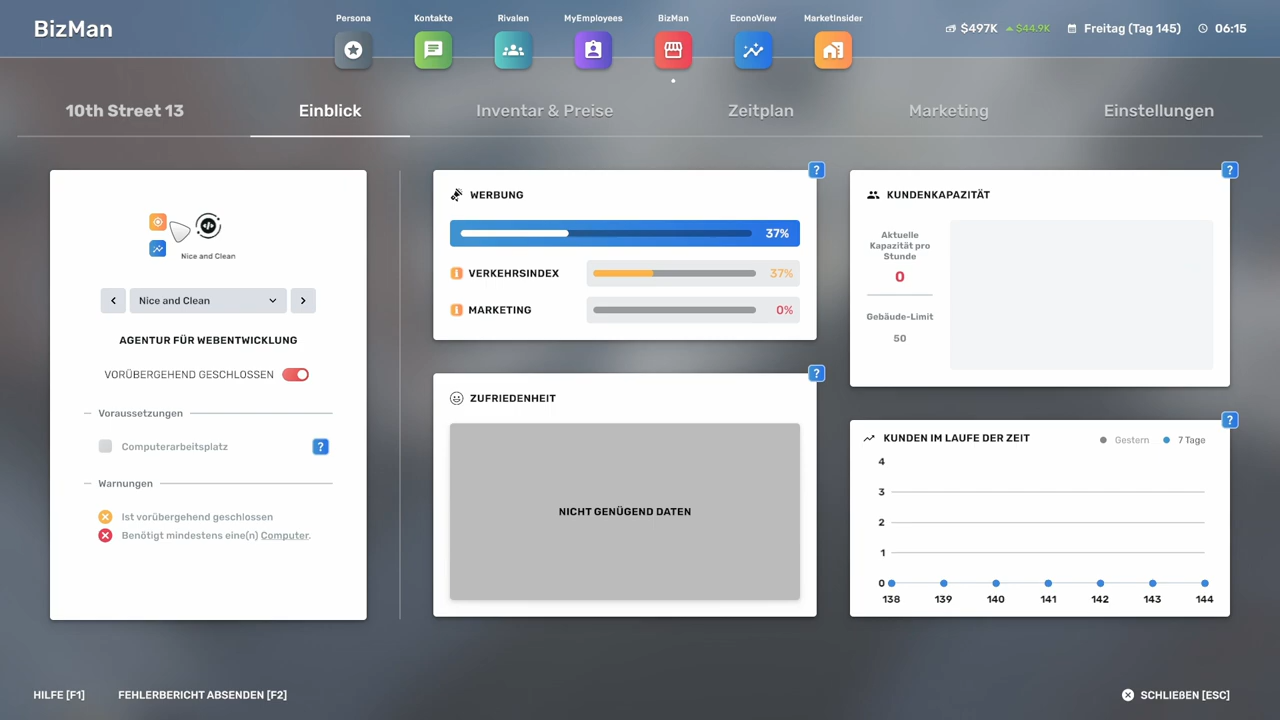 BizMan
Persona
Kontakte
Rivalen
MyEmployees
BizMan
EconoView
MarketInsider
$497K
$44.9K
Freitag (Tag 145)
06:15
10th Street 13
Einblick
Inventar & Preise
Zeitplan
Marketing
Einstellungen
Nice and Clean
Nice and Clean
AGENTUR FÜR WEBENTWICKLUNG
VORÜBERGEHEND GESCHLOSSEN
Voraussetzungen
Computerarbeitsplatz
?
Warnungen
Ist vorübergehend geschlossen
Benötigt mindestens eine(n) Computer.
?
WERBUNG
37%
VERKEHRSINDEX
37%
MARKETING
0%
?
ZUFRIEDENHEIT
NICHT GENÜGEND DATEN
?
KUNDENKAPAZITÄT
Aktuelle
Kapazität pro
Stunde
0
Gebäude-Limit
50
?
KUNDEN IM LAUFE DER ZEIT
Gestern
7 Tage
4
3
2
1
0
138
139
140
141
142
143
144
HILFE [F1]
FEHLERBERICHT ABSENDEN [F2]
SCHLIEẞEN [ESC]